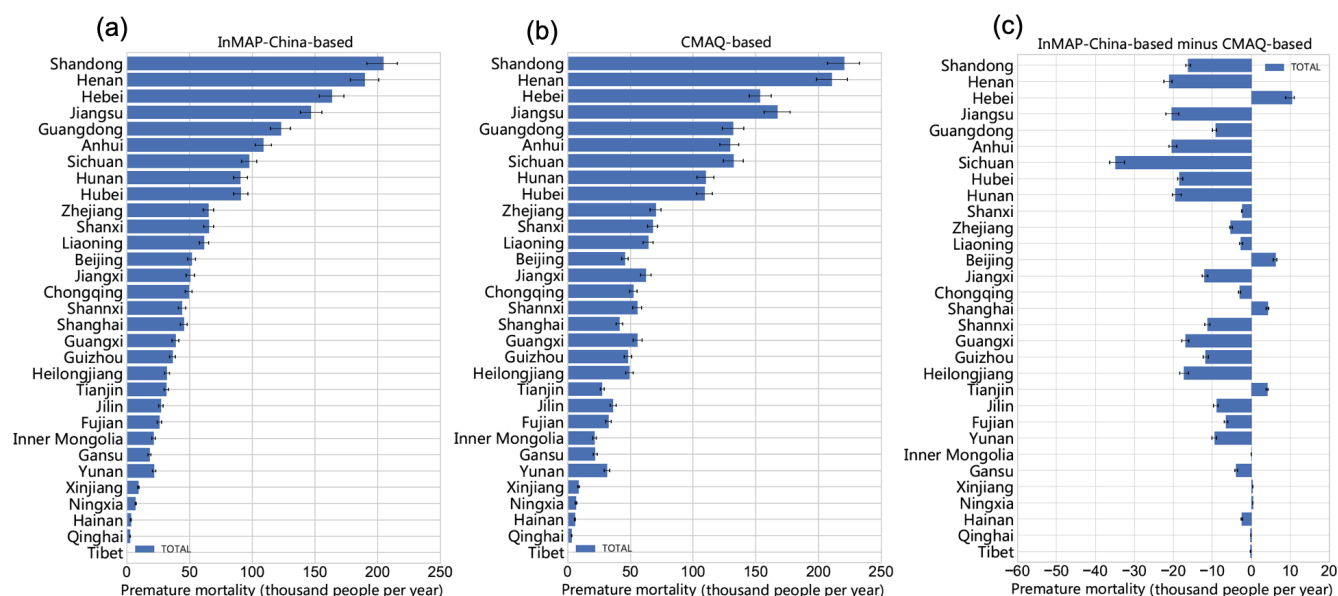 (a)
InMAP-China-based
Shandong
Henan
Hebei
Jiangsu
Guangdong
Anhui
Sichuan
Hunan
Hubei
Zhejiang
Shanxi
Liaoning
Beijing
Jiangxi
Chongqing
Shannxi
Shanghai
Guangxi
Guizhou
Heilongjiang
Tianjin
Jilin
Fujian
Inner Mongolia
Gansu
Yunan
Xinjiang
Ningxia
Hainan
Qinghai
Tibet
TOTAL
0 50 100 150 200 250
Premature mortality (thousand people per year)
(b)
CMAQ-based
Shandong
Henan
Hebei
Jiangsu
Guangdong
Anhui
Sichuan
Hunan
Hubei
Zhejiang
Shanxi
Liaoning
Beijing
Jiangxi
Chongqing
Shannxi
Shanghai
Guangxi
Guizhou
Heilongjiang
Tianjin
Jilin
Fujian
Inner Mongolia
Gansu
Yunan
Xinjiang
Ningxia
Hainan
Qinghai
Tibet
TOTAL
0 50 100 150 200 250
Premature mortality (thousand people per year)
(c)
InMAP-China-based minus CMAQ-based
TOTAL
Shandong
Henan
Hebei
Jiangsu
Guangdong
Anhui
Sichuan
Hubei
Hunan
Shanxi
Zhejiang
Liaoning
Beijing
Jiangxi
Chongqing
Shanghai
Shannxi
Guangxi
Guizhou
Heilongjiang
Tianjin
Jilin
Fujian
Yunan
Inner Mongolia
Gansu
Xinjiang
Ningxia
Hainan
Qinghai
Tibet
−60 −50 −40 −30 −20 −10 0 10 20
Premature mortality (thousand people per year)